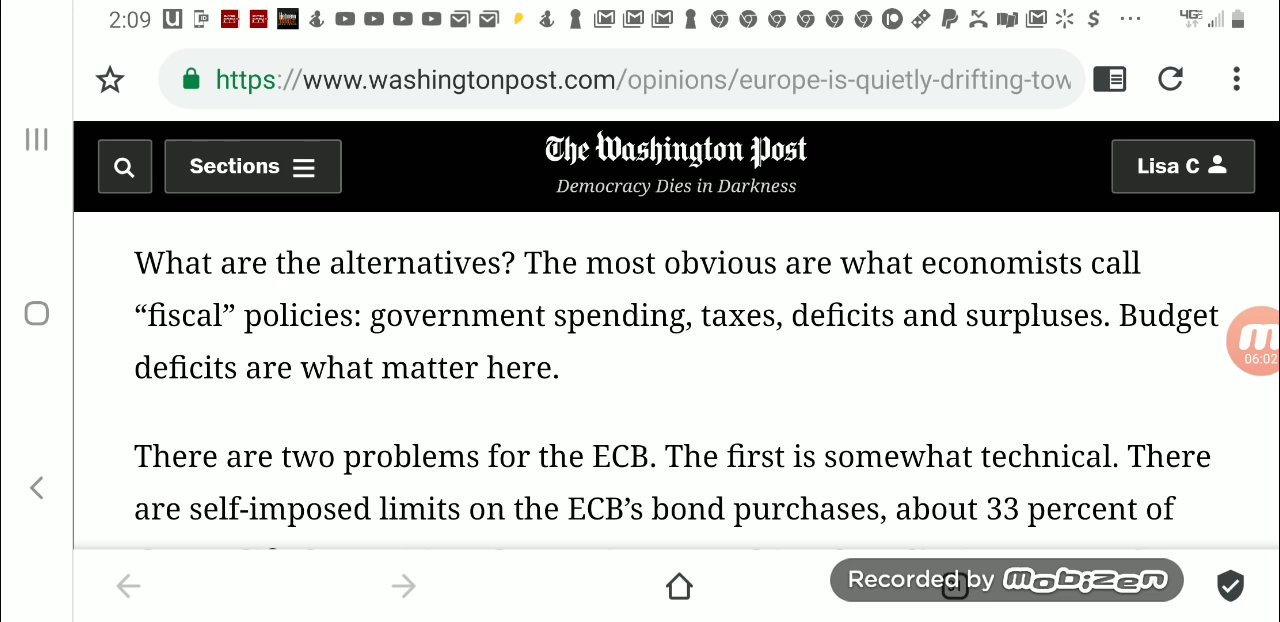 2:09
https://www.washingtonpost.com/opinions/europe-is-quietly-drifting-tow
Sections
The Washington Post
Democracy Dies in Darkness
Lisa C
What are the alternatives? The most obvious are what economists call
“fiscal” policies: government spending, taxes, deficits and surpluses. Budget
deficits are what matter here.
06:02
There are two problems for the ECB. The first is somewhat technical. There
are self-imposed limits on the ECB’s bond purchases, about 33 percent of
Recorded by mobizen